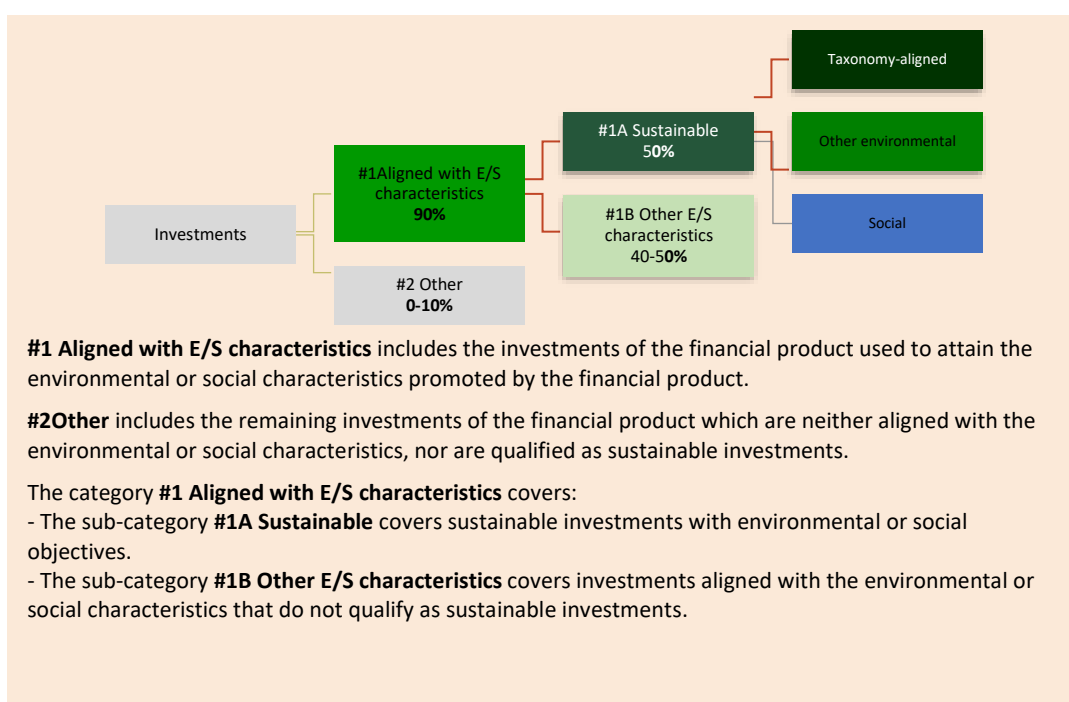 Taxonomy-aligned
#1A Sustainable
50%
Other environmental
#1Aligned with E/S
characteristics
90%
#1B Other E/S
characteristics
40-50%
Social
Investments
#2 Other
0-10%
#1 Aligned with E/S characteristics includes the investments of the financial product used to attain the
environmental or social characteristics promoted by the financial product.
#2Other includes the remaining investments of the financial product which are neither aligned with the
environmental or social characteristics, nor are qualified as sustainable investments.
The category #1 Aligned with E/S characteristics covers:
- The sub-category #1A Sustainable covers sustainable investments with environmental or social
objectives.
- The sub-category #1B Other E/S characteristics covers investments aligned with the environmental or
social characteristics that do not qualify as sustainable investments.